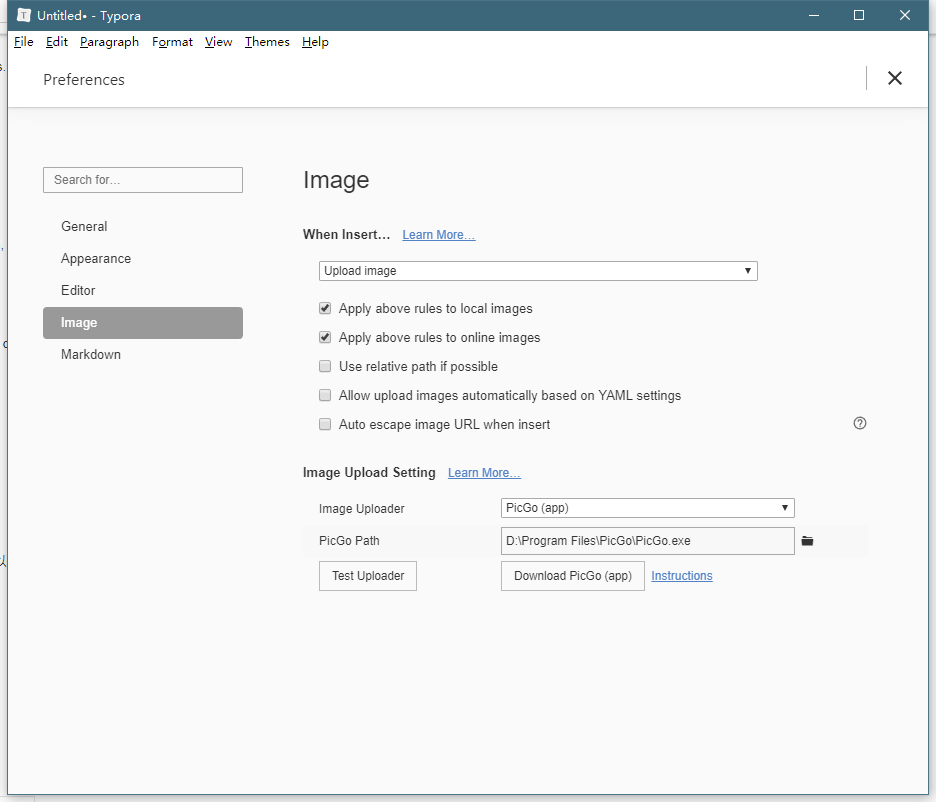 Untitled• - Typora
File Edit Paragraph Format View Themes Help
Preferences
Search for...
General
Appearance
Editor
Image
Markdown
Image
When Insert... Learn More...
Upload image
Apply above rules to local images
Apply above rules to online images
Use relative path if possible
Allow upload images automatically based on YAML settings
Auto escape image URL when insert
Image Upload Setting Learn More...
Image Uploader PicGo (app)
PicGo Path D:\Program Files\PicGo\PicGo.exe
Test Uploader Download PicGo (app) Instructions